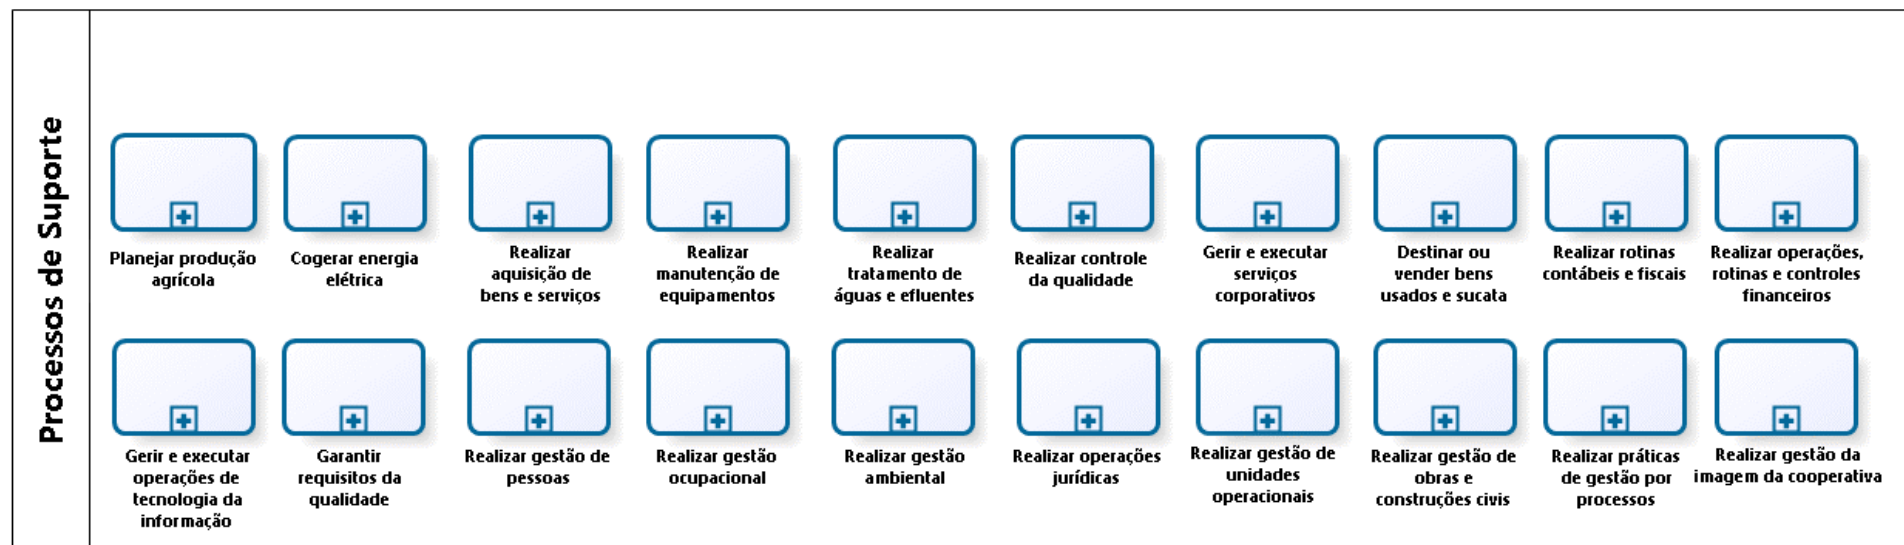 Processos de Suporte
Planejar produção
agrícola
Cogerar energia
elétrica
Realizar
aquisição de
bens e serviços
Realizar
manutenção de
equipamentos
Realizar
tratamento de
águas e efluentes
Realizar controle
da qualidade
Gerir e executar
serviços
corporativos
Destinar ou
vender bens
usados e sucata
Realizar rotinas
contábeis e fiscais
Realizar operações,
rotinas e controles
financeiros
Gerir e executar
operações de
tecnologia da
informação
Garantir
requisitos da
qualidade
Realizar gestão de
pessoas
Realizar gestão
ocupacional
Realizar gestão
ambiental
Realizar operações
jurídicas
Realizar gestão de
unidades
operacionais
Realizar gestão de
obras e
construções civis
Realizar práticas
de gestão por
processos
Realizar gestão da
imagem da cooperativa